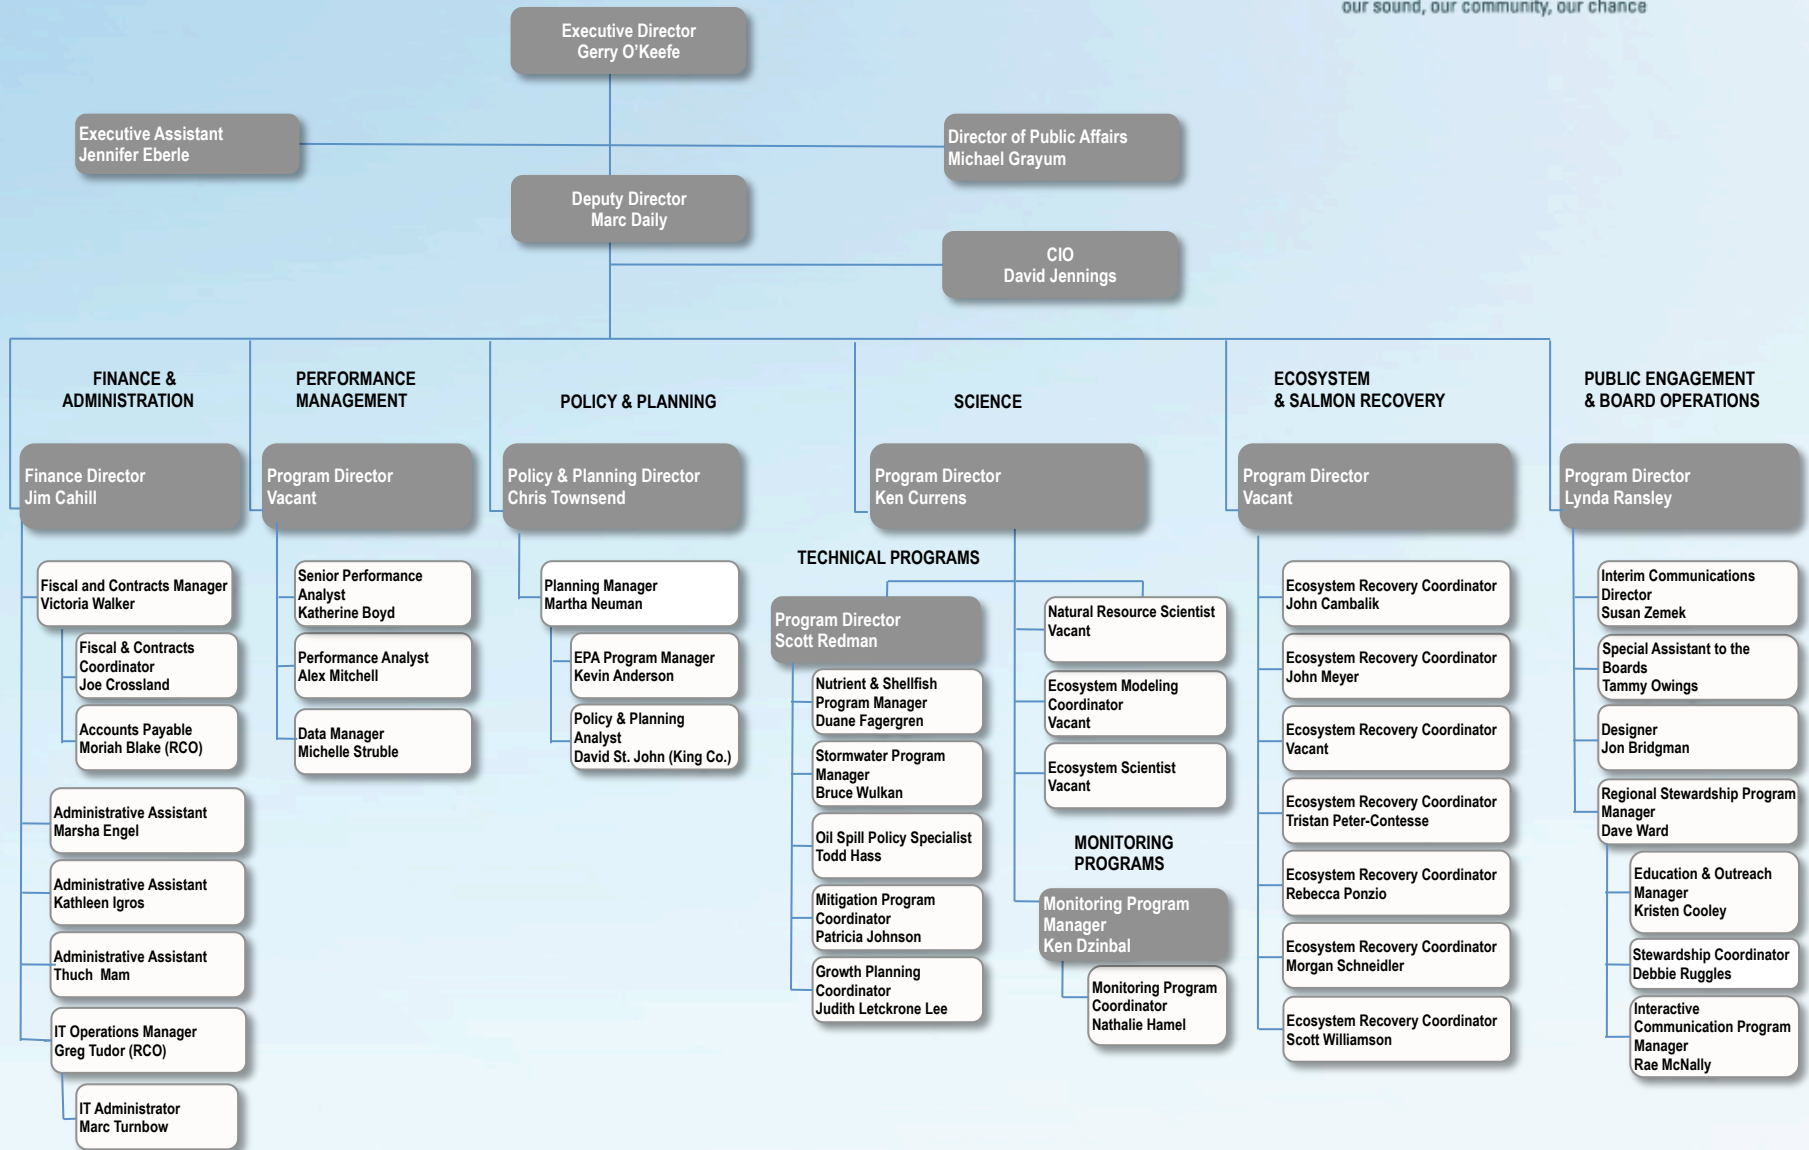 our sound, our community, our chance
Executive Director
Gerry O'Keefe
Executive Assistant
Jennifer Eberle
Director of Public Affairs
Michael Grayum
Deputy Director
Marc Daily
CIO
David Jennings
FINANCE &
ADMINISTRATION
Finance Director
Jim Cahill
Fiscal and Contracts Manager
Victoria Walker
Fiscal & Contracts
Coordinator
Joe Crossland
Accounts Payable
Moriah Blake (RCO)
Administrative Assistant
Marsha Engel
Administrative Assistant
Kathleen Igros
Administrative Assistant
Thuch Mam
IT Operations Manager
Greg Tudor (RCO)
IT Administrator
Marc Turnbow
PERFORMANCE
MANAGEMENT
Program Director
Vacant
Senior Performance
Analyst
Katherine Boyd
Performance Analyst
Alex Mitchell
Data Manager
Michelle Struble
POLICY & PLANNING
Policy & Planning Director
Chris Townsend
Planning Manager
Martha Neuman
EPA Program Manager
Kevin Anderson
Policy & Planning
Analyst
David St. John (King Co.)
SCIENCE
Program Director
Ken Currens
TECHNICAL PROGRAMS
Program Director
Scott Redman
Nutrient & Shellfish
Program Manager
Duane Fagergren
Stormwater Program
Manager
Bruce Wulkan
Oil Spill Policy Specialist
Todd Hass
Mitigation Program
Coordinator
Patricia Johnson
Growth Planning
Coordinator
Judith Letckrone Lee
Natural Resource Scientist
Vacant
Ecosystem Modeling
Coordinator
Vacant
Ecosystem Scientist
Vacant
MONITORING
PROGRAMS
Monitoring Program
Manager
Ken Dzinbal
Monitoring Program
Coordinator
Nathalie Hamel
ECOSYSTEM
& SALMON RECOVERY
Program Director
Vacant
Ecosystem Recovery Coordinator
John Cambalik
Ecosystem Recovery Coordinator
John Meyer
Ecosystem Recovery Coordinator
Vacant
Ecosystem Recovery Coordinator
Tristan Peter-Contesse
Ecosystem Recovery Coordinator
Rebecca Ponzio
Ecosystem Recovery Coordinator
Morgan Schneidler
Ecosystem Recovery Coordinator
Scott Williamson
PUBLIC ENGAGEMENT
& BOARD OPERATIONS
Program Director
Lynda Ransley
Interim Communications
Director
Susan Zemek
Special Assistant to the
Boards
Tammy Owings
Designer
Jon Bridgman
Regional Stewardship Program
Manager
Dave Ward
Education & Outreach
Manager
Kristen Cooley
Stewardship Coordinator
Debbie Ruggles
Interactive
Communication Program
Manager
Rae McNally